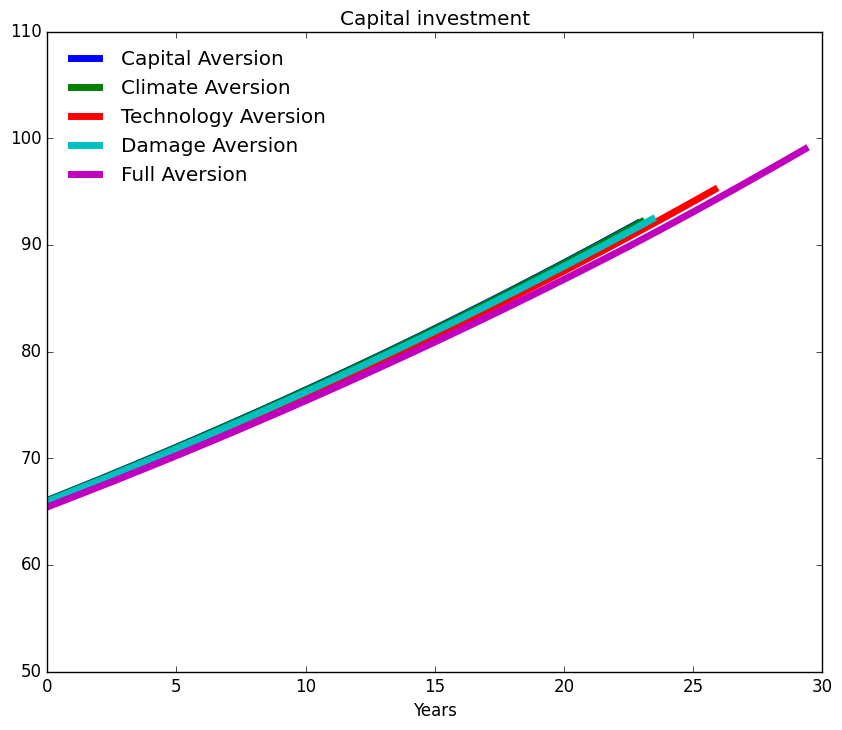 Capital investment
110
100
90
80
70
60
50
Capital Aversion
Climate Aversion
Technology Aversion
Damage Aversion
Full Aversion
0 5 10 15 20 25 30
Years